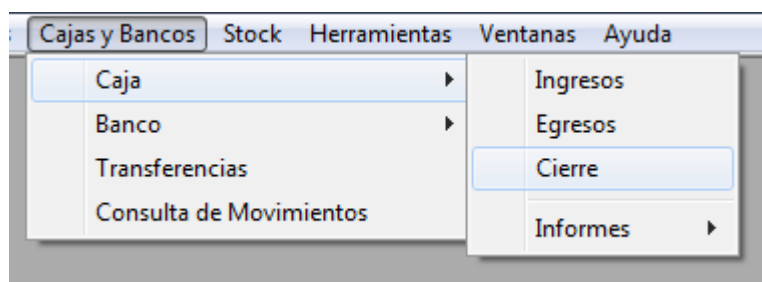 Cajas y Bancos Stock Herramientas Ventanas Ayuda
Caja
Banco
Transferencias
Consulta de Movimientos
Ingresos
Egresos
Cierre
Informes